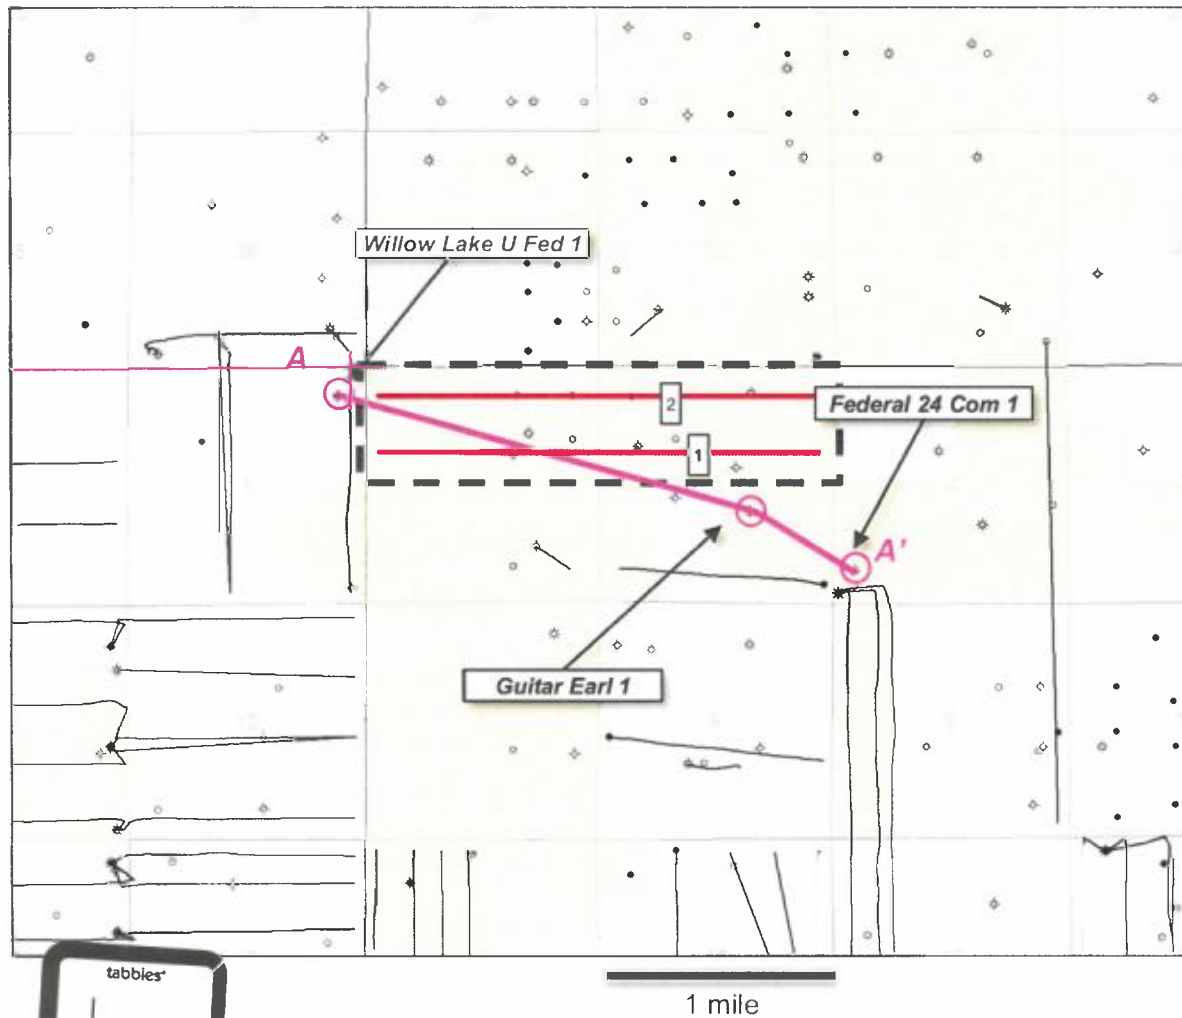 Willow Lake U Fed 1
A
2
Federal 24 Com 1
1
A'
Guitar Earl 1
tabbies®
1 mile